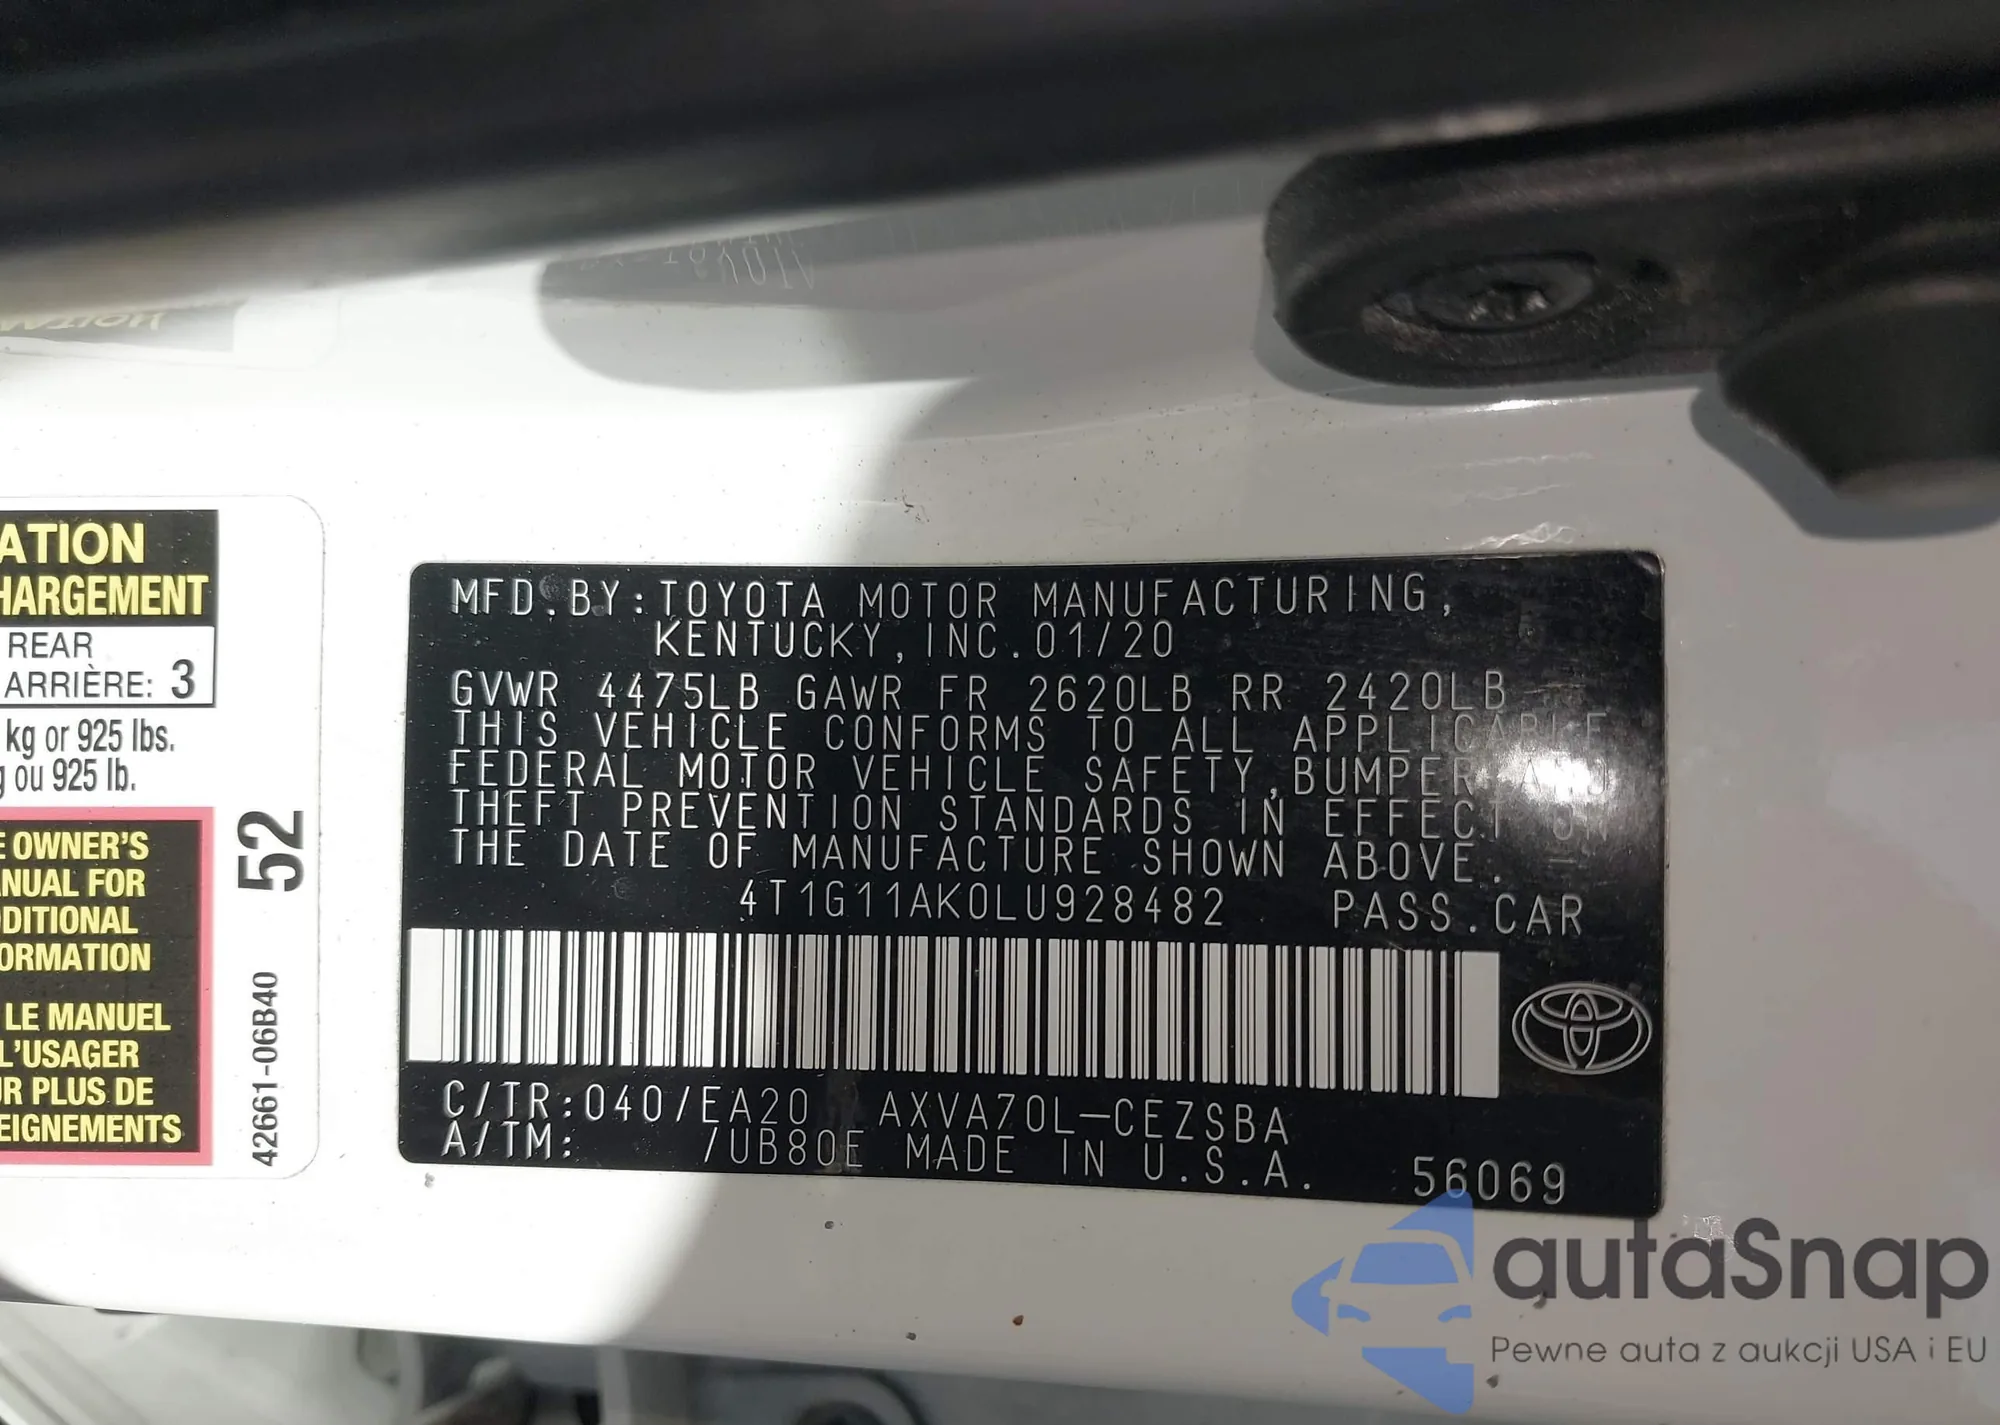 ATION
HARGEMENT
REAR
ARRIÈRE: 3
kg or 925 lbs.
g ou 925 lb.
E OWNER'S
NUAL FOR
DDITIONAL
ORMATION
LE MANUEL
L'USAGER
UR PLUS DE
EIGNEMENTS
52
42661-06B40
MFD.BY:TOYOTA MOTOR MANUFACTURING,
KENTUCKY,INC.01/20
GVWR 4475LB GAWR FR 2620LB RR 2420LB
THIS VEHICLE CONFORMS TO ALL APPLICABLE
FEDERAL MOTOR VEHICLE SAFETY,BUMPER AND
THEFT PREVENTION STANDARDS IN EFFECT ON
THE DATE OF MANUFACTURE SHOWN ABOVE.
4T1G11AK0LU928482 PASS.CAR
C/TR:040/EA20 AXVA70L-CEZSBA
A/TM: /UB80E MADE IN U.S.A. 56069
autaSnap
Pewne auta z aukcji USA i EU